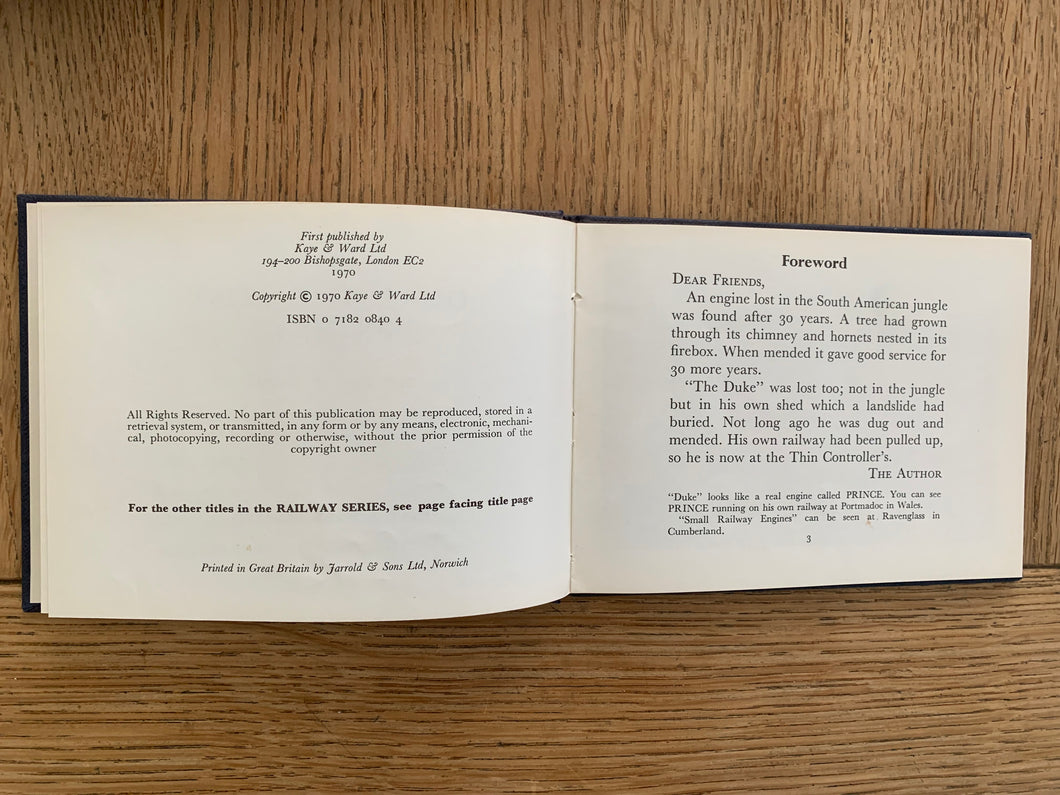 First published by
Kaye & Ward Ltd
194–200 Bishopsgate, London EC2
1970
Copyright © 1970 Kaye & Ward Ltd
ISBN 0 7182 0840 4
All Rights Reserved. No part of this publication may be reproduced, stored in a
retrieval system, or transmitted, in any form or by any means, electronic, mechani-
cal, photocopying, recording or otherwise, without the prior permission of the
copyright owner
For the other titles in the RAILWAY SERIES, see page facing title page
Printed in Great Britain by Jarrold & Sons Ltd, Norwich
Foreword
DEAR FRIENDS,
An engine lost in the South American jungle
was found after 30 years. A tree had grown
through its chimney and hornets nested in its
firebox. When mended it gave good service for
30 more years.
"The Duke" was lost too; not in the jungle
but in his own shed which a landslide had
buried. Not long ago he was dug out and
mended. His own railway had been pulled up,
so he is now at the Thin Controller's.
THE AUTHOR
"Duke" looks like a real engine called PRINCE. You can see
PRINCE running on his own railway at Portmadoc in Wales.
"Small Railway Engines" can be seen at Ravenglass in
Cumberland.
3